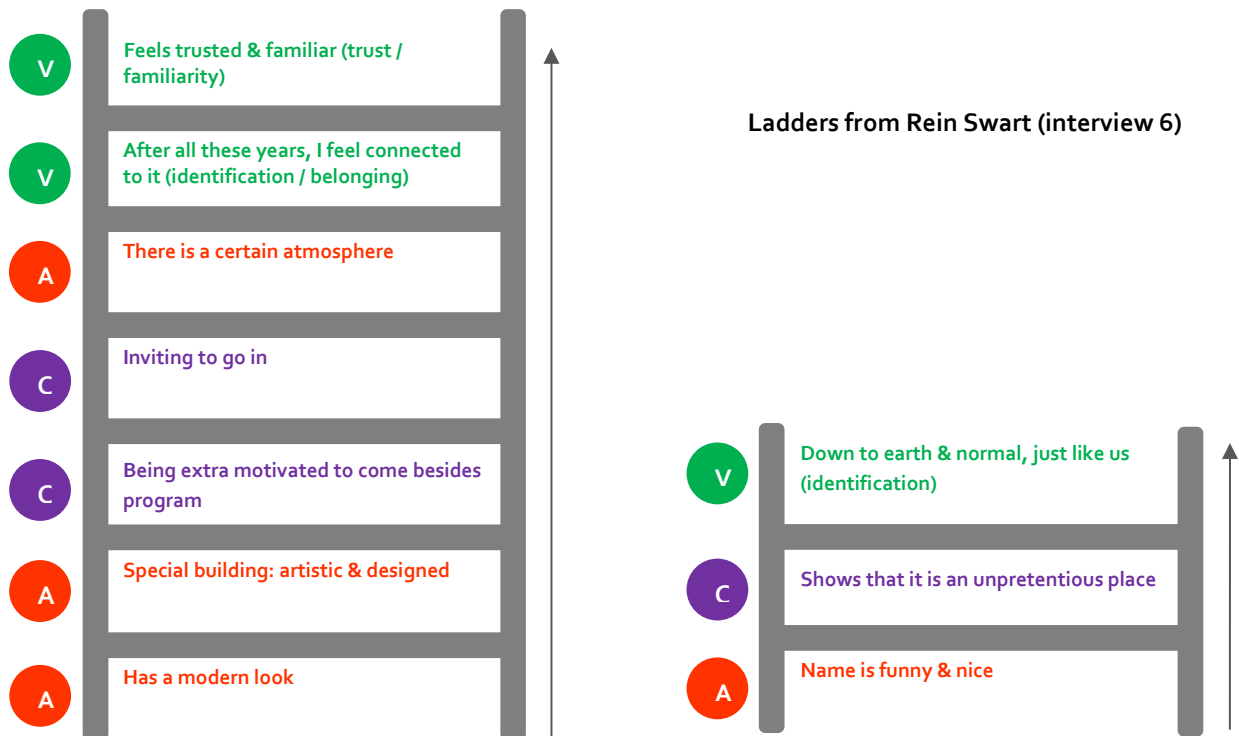 V
Feels trusted & familiar (trust /
familiarity)
V
After all these years, I feel connected
to it (identification / belonging)
A
There is a certain atmosphere
C
Inviting to go in
C
Being extra motivated to come besides
program
A
Special building: artistic & designed
A
Has a modern look
Ladders from Rein Swart (interview 6)
V
Down to earth & normal, just like us
(identification)
C
Shows that it is an unpretentious place
A
Name is funny & nice